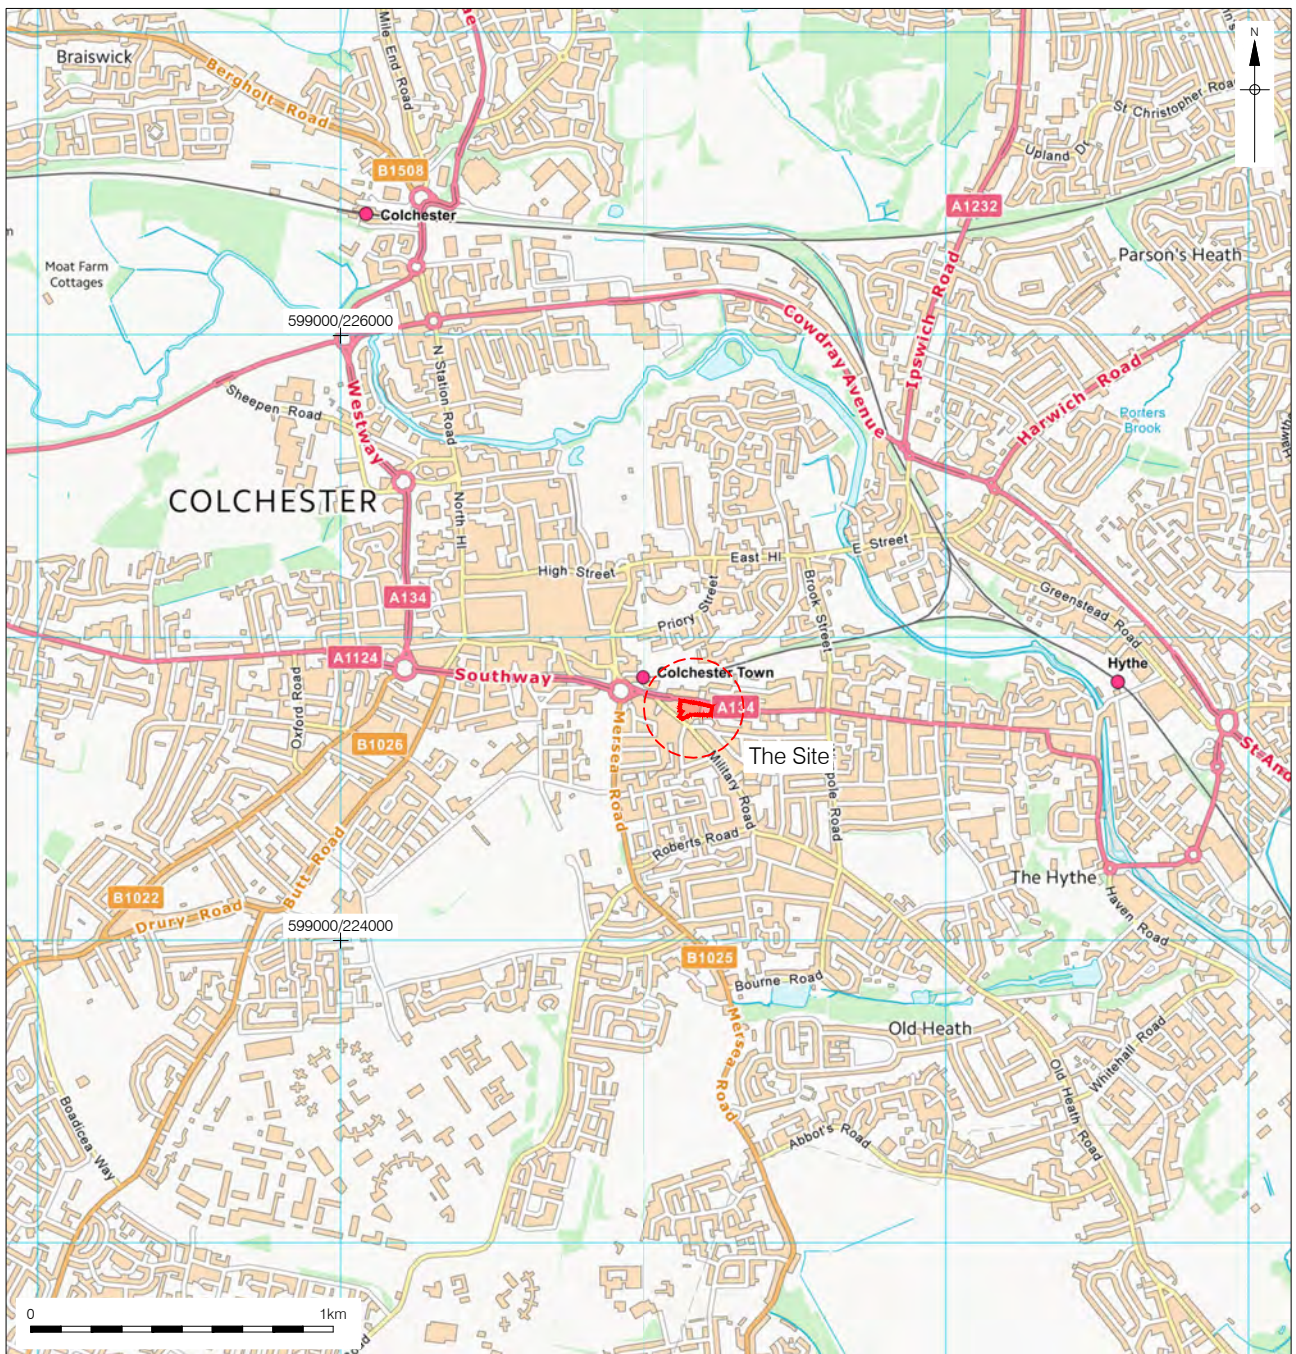 Braiswick
Bergholt Road
Mile End Road
N
St Christopher Roa
Upland Dr
B1508
Colchester
A1232
Parson's Heath
Moat Farm
Cottages
599000/226000
Cowdray Avenue
Ipswich Road
Harwich Road
Porters
Brook
Sheepen Road
Westway
N Station Road
COLCHESTER
North Hl
High Street
East Hl
E Street
Brook Street
Priory Street
Greenstead Road
A134
A1124
Southway
Colchester Town
Hythe
A134
Oxford Road
B1026
Mersea Road
The Site
Military Road
pole Road
St And
Roberts Road
Butt Road
B1022
Drury Road
The Hythe
Haven Road
599000/224000
B1025
Bourne Road
Old Heath
Mersea Road
Whitehall Road
Old Heath Road
Boadicea Way
Abbot's Road
0
1km